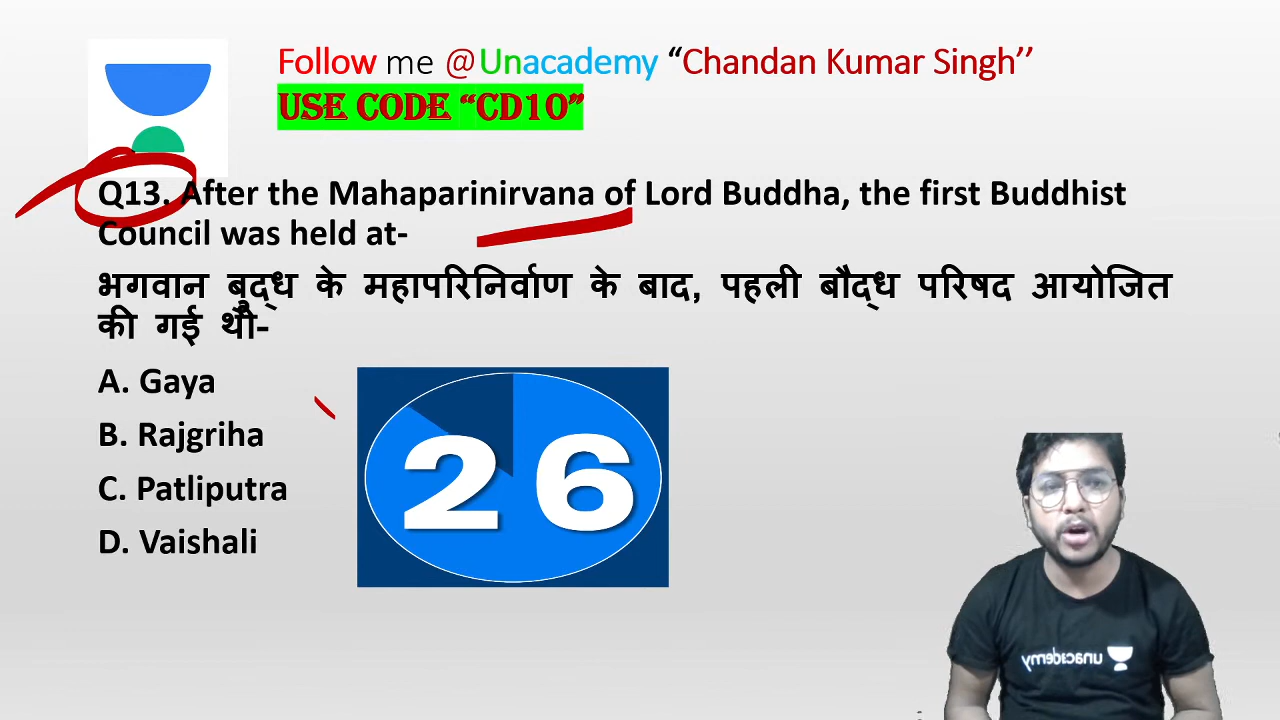 Follow me @Unacademy “Chandan Kumar Singh’’
USE CODE “CD10”
Q13. After the Mahaparinirvana of Lord Buddha, the first Buddhist
Council was held at-
भगवान बुद्ध के महापरिनिर्वाण के बाद, पहली बौद्ध परिषद आयोजित
की गई थी-
A. Gaya
B. Rajgriha
C. Patliputra
D. Vaishali
26
unacademy